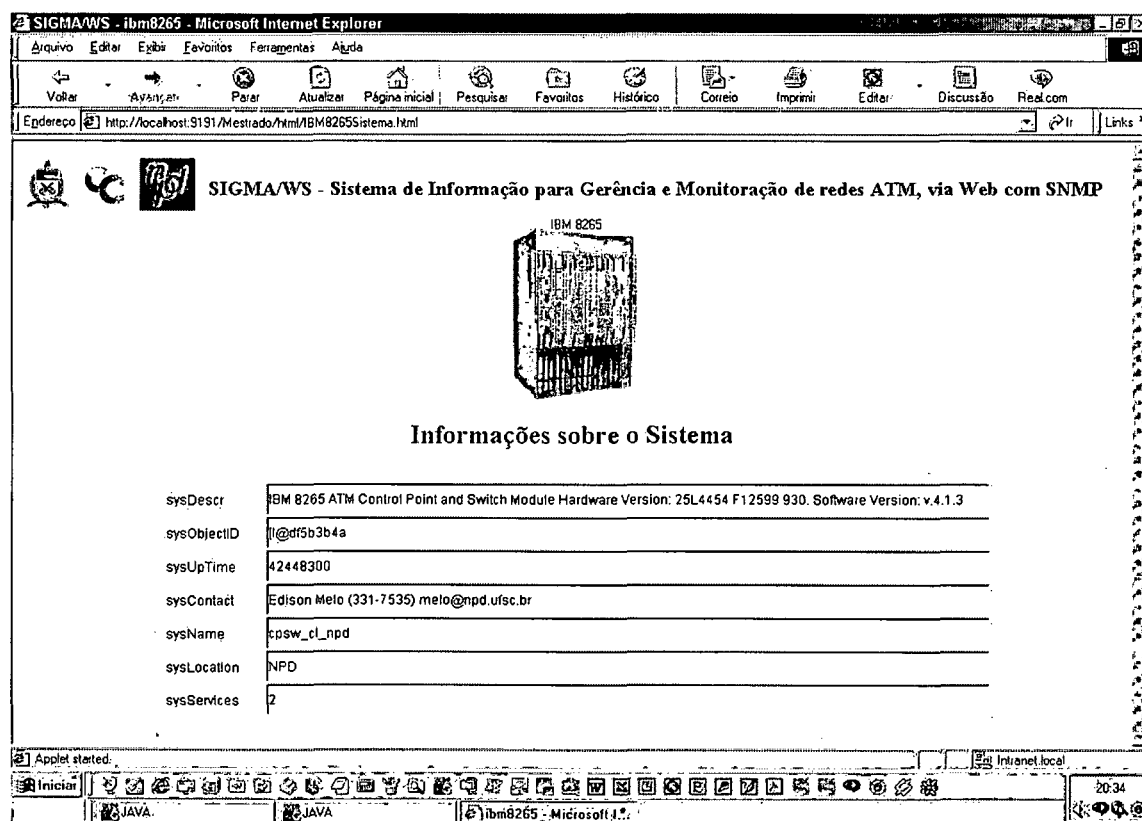 SIGMA/WS - ibm8265 - Microsoft Internet Explorer
Arquivo Editar Exibir Favoritos Ferramentas Ajuda
Voltar Avançar Parar Atualizar Página inicial Pesquisar Favoritos Histórico Correio Imprimir Editar Discussão Real.com
Endereço http://localhost:9191/Mestrado/html/IBM8265Sistema.html Ir Links
SIGMA/WS - Sistema de Informação para Gerência e Monitoração de redes ATM, via Web com SNMP
IBM 8265
Informações sobre o Sistema
sysDescr IBM 8265 ATM Control Point and Switch Module Hardware Version: 25L4454 F12599 930. Software Version: v.4.1.3
sysObjectID [I@df5b3b4a
sysUpTime 42448300
sysContact Edison Melo (331-7535) melo@npd.ufsc.br
sysName cpsw_cl_npd
sysLocation NPD
sysServices 2
Applet started. Intranet local
Iniciar 20:34
JAVA JAVA ibm8265 - Microsoft I...